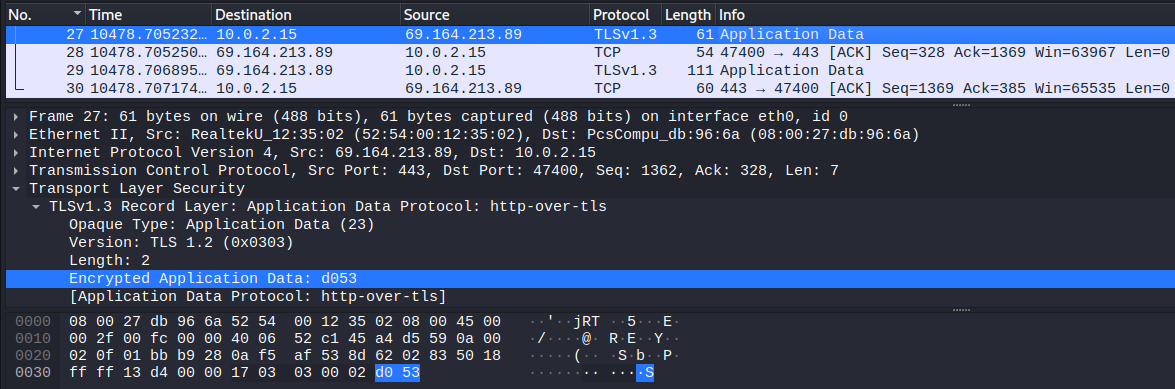 No. Time Destination Source Protocol Length Info
27 10478.705232… 10.0.2.15 69.164.213.89 TLSv1.3 61 Application Data
28 10478.705250… 69.164.213.89 10.0.2.15 TCP 54 47400 → 443 [ACK] Seq=328 Ack=1369 Win=63967 Len=0
29 10478.706895… 69.164.213.89 10.0.2.15 TLSv1.3 111 Application Data
30 10478.707174… 10.0.2.15 69.164.213.89 TCP 60 443 → 47400 [ACK] Seq=1369 Ack=385 Win=65535 Len=0
Frame 27: 61 bytes on wire (488 bits), 61 bytes captured (488 bits) on interface eth0, id 0
Ethernet II, Src: RealtekU_12:35:02 (52:54:00:12:35:02), Dst: PcsCompu_db:96:6a (08:00:27:db:96:6a)
Internet Protocol Version 4, Src: 69.164.213.89, Dst: 10.0.2.15
Transmission Control Protocol, Src Port: 443, Dst Port: 47400, Seq: 1362, Ack: 328, Len: 7
Transport Layer Security
TLSv1.3 Record Layer: Application Data Protocol: http-over-tls
Opaque Type: Application Data (23)
Version: TLS 1.2 (0x0303)
Length: 2
Encrypted Application Data: d053
[Application Data Protocol: http-over-tls]
0000 08 00 27 db 96 6a 52 54 00 12 35 02 08 00 45 00 ··'··jRT ··5···E·
0010 00 2f 00 fc 00 00 40 06 52 c1 45 a4 d5 59 0a 00 ·/····@· R·E··Y··
0020 02 0f 01 bb b9 28 0a f5 af 53 8d 62 02 83 50 18 ·····(·· ·S·b··P·
0030 ff ff 13 d4 00 00 17 03 03 00 02 d0 53 ········ ····S